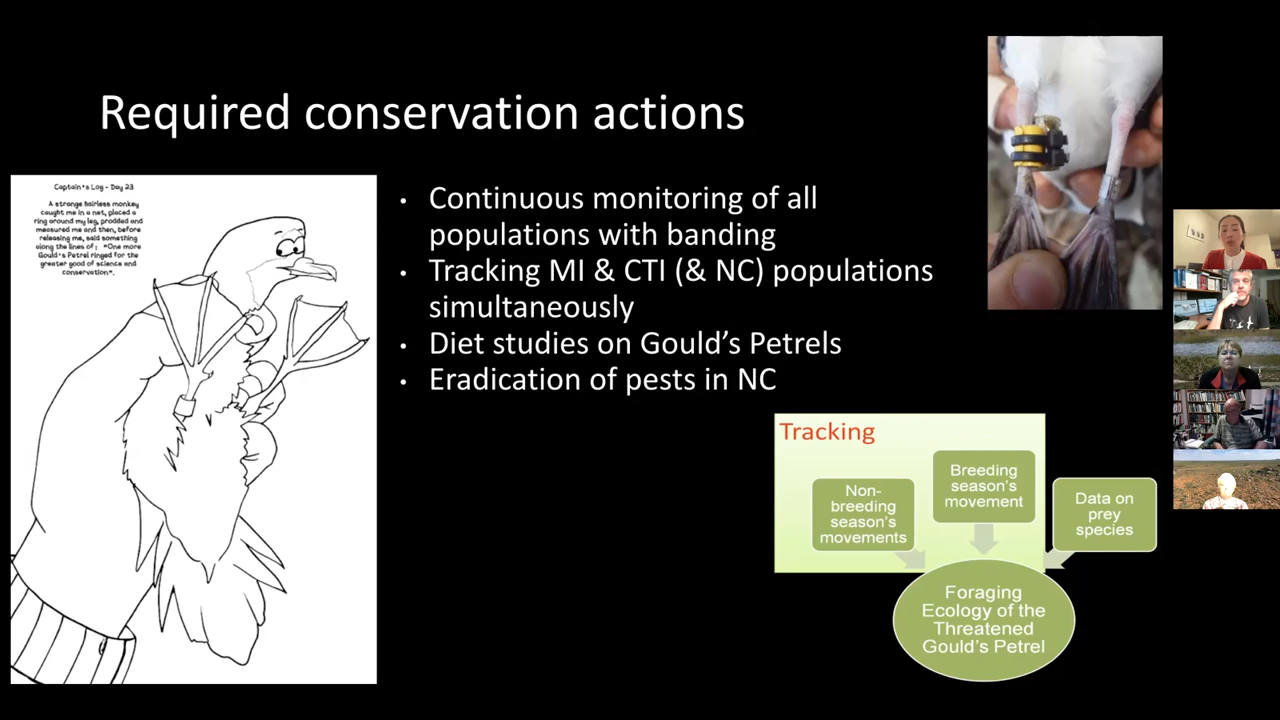 Required conservation actions
Captain's Log - Day 23
A strange hairless monkey
caught me in a net, placed a
ring around my leg, prodded and
measured me and then, before
releasing me, said something
along the lines of; "One more
Gould's Petrel ringed for the
greater good of science and
conservation".
• Continuous monitoring of all
populations with banding
• Tracking MI & CTI (& NC) populations
simultaneously
• Diet studies on Gould's Petrels
• Eradication of pests in NC
Tracking
Non-
breeding
season's
movements
Breeding
season's
movement
Data on
prey
species
Foraging
Ecology of the
Threatened
Gould's Petrel